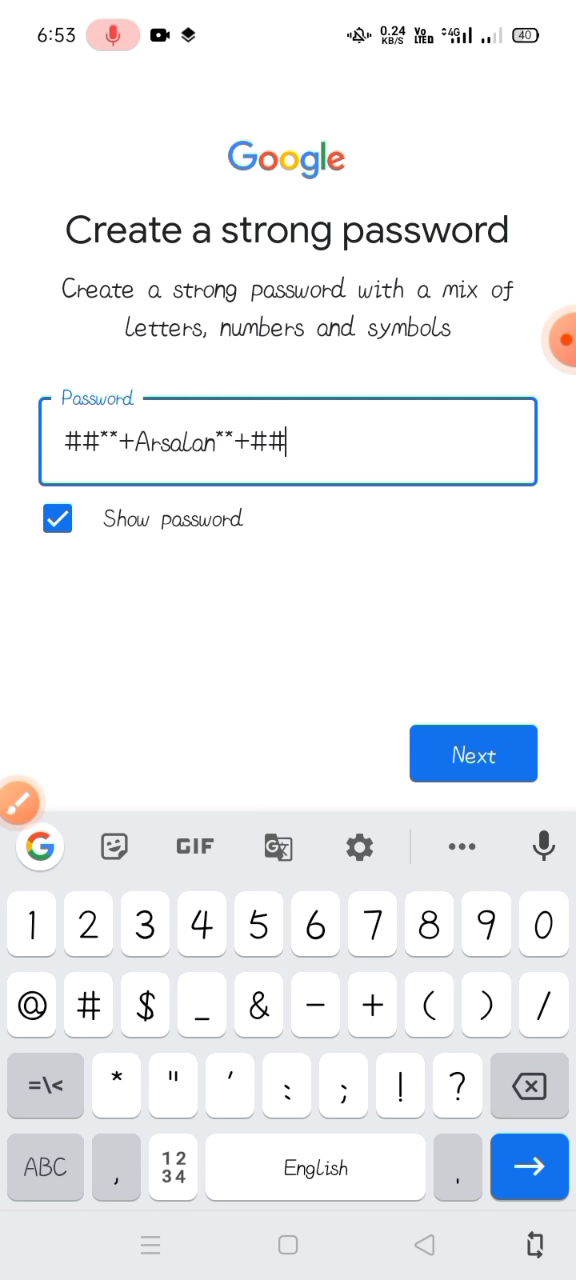 6:53 0.24 KB/S Vo LTED 4G 40
Google
Create a strong password
Create a strong password with a mix of
letters, numbers and symbols
Password
##**+Arsalan**+##
Show password
Next
G GIF G
1 2 3 4 5 6 7 8 9 0
@ # $ _ & - + ( ) /
=\< * " ' : ; ! ?
ABC , 12 34 English .